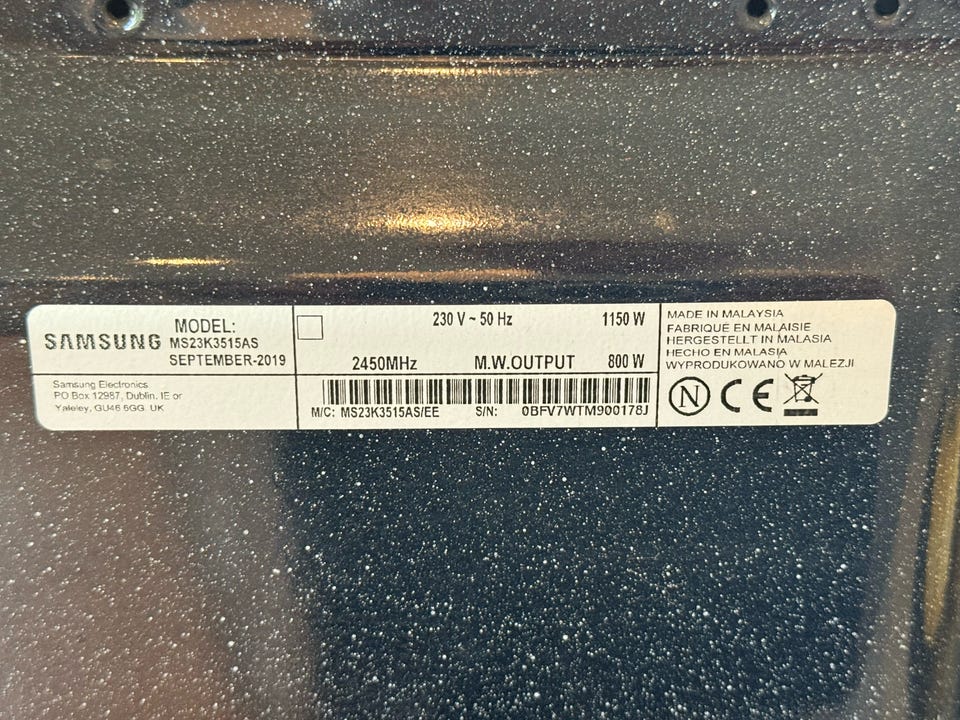 SAMSUNG
MODEL:
MS23K3515AS
SEPTEMBER-2019
Samsung Electronics
PO Box 12987, Dublin. IE or
Yateley, GU46 6GG. UK
230 V ~ 50 Hz 1150 W
2450MHz M.W.OUTPUT 800 W
M/C: MS23K3515AS/EE S/N: 0BFV7WTM900178J
MADE IN MALAYSIA
FABRIQUÉ EN MALAISIE
HERGESTELLT IN MALASIA
HECHO EN MALASIA
WYPRODUKOWANO W MALEZJI
N CE